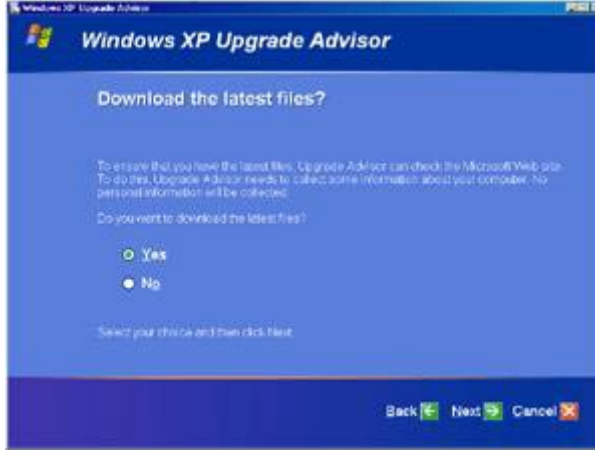 Windows XP Upgrade Advisor
Windows XP Upgrade Advisor
Download the latest files?
To ensure that you have the latest files, Upgrade Advisor can check the Microsoft Web site.
To do this, Upgrade Advisor needs to collect some information about your computer. No
personal information will be collected.
Do you want to download the latest files?
Yes
No
Select your choice and then click Next.
Back Next Cancel